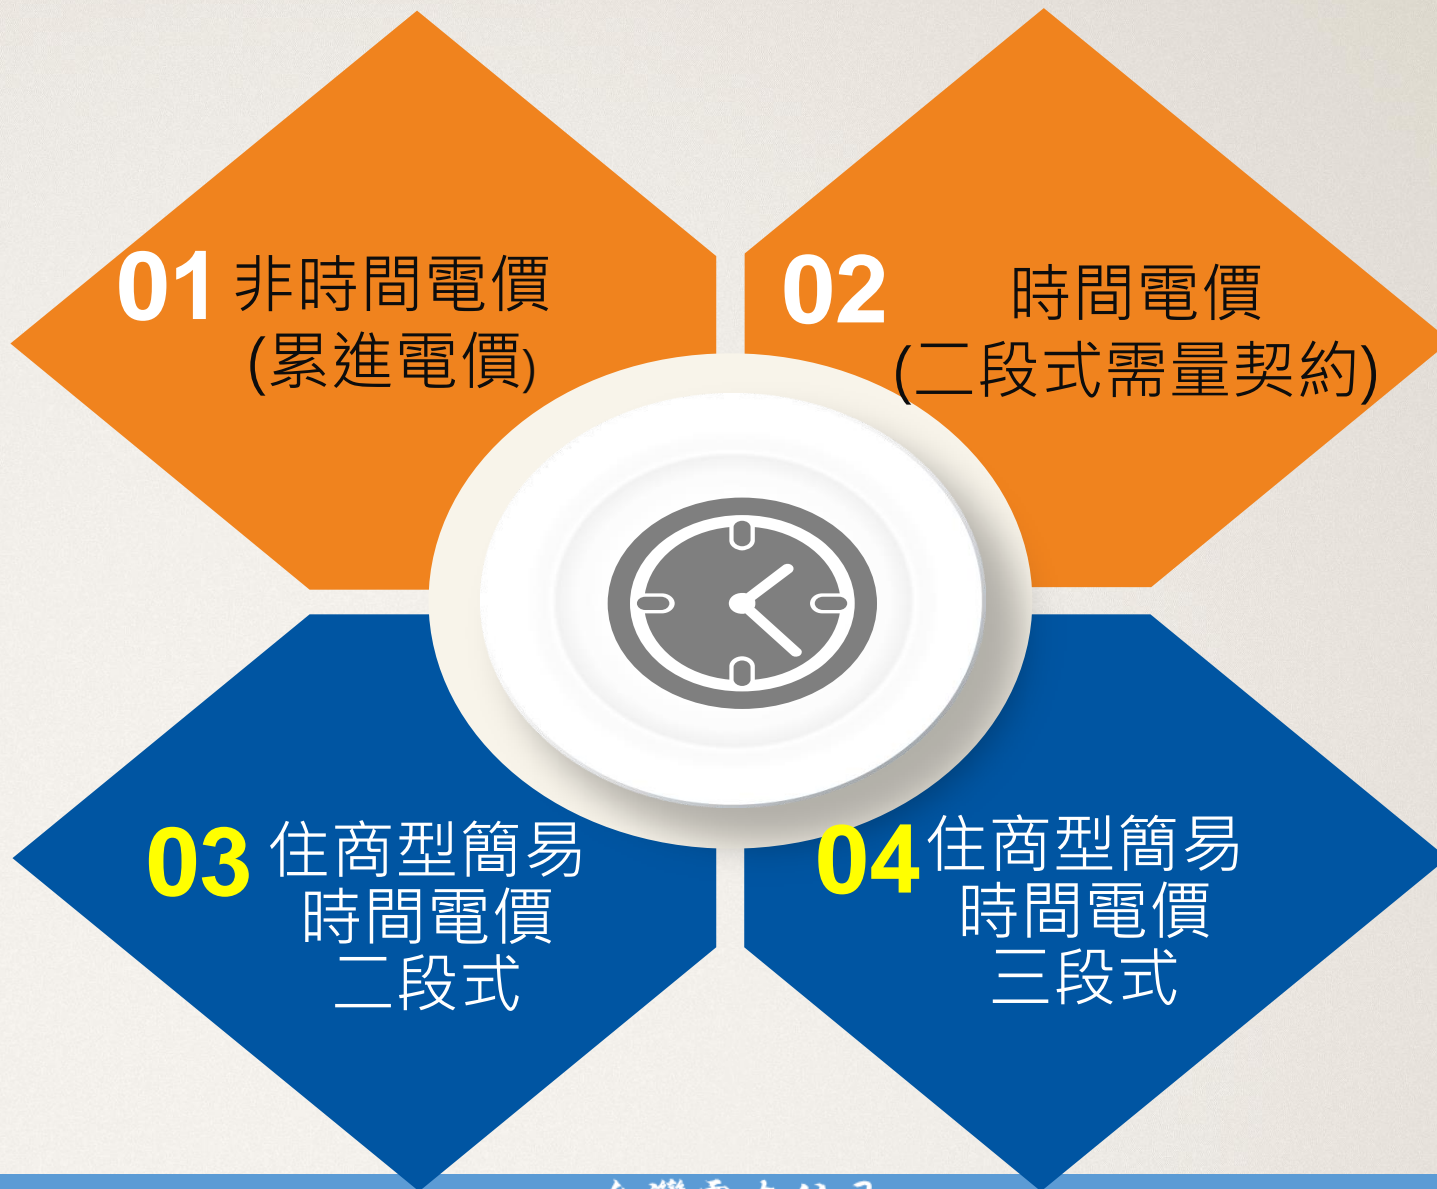 01 非時間電價
(累進電價)
02 時間電價
(二段式需量契約)
03 住商型簡易
時間電價
二段式
04 住商型簡易
時間電價
三段式